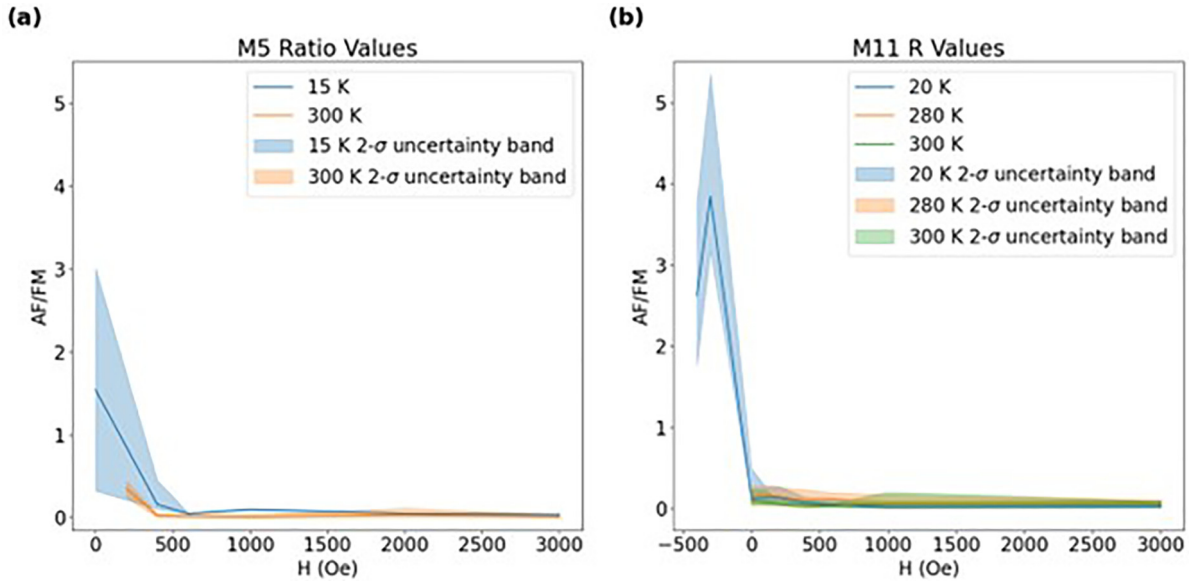 (a)
M5 Ratio Values
15 K
300 K
15 K 2-σ uncertainty band
300 K 2-σ uncertainty band
5
4
3
2
1
0
AF/FM
0 500 1000 1500 2000 2500 3000
H (Oe)
(b)
M11 R Values
20 K
280 K
300 K
20 K 2-σ uncertainty band
280 K 2-σ uncertainty band
300 K 2-σ uncertainty band
5
4
3
2
1
0
AF/FM
−500 0 500 1000 1500 2000 2500 3000
H (Oe)